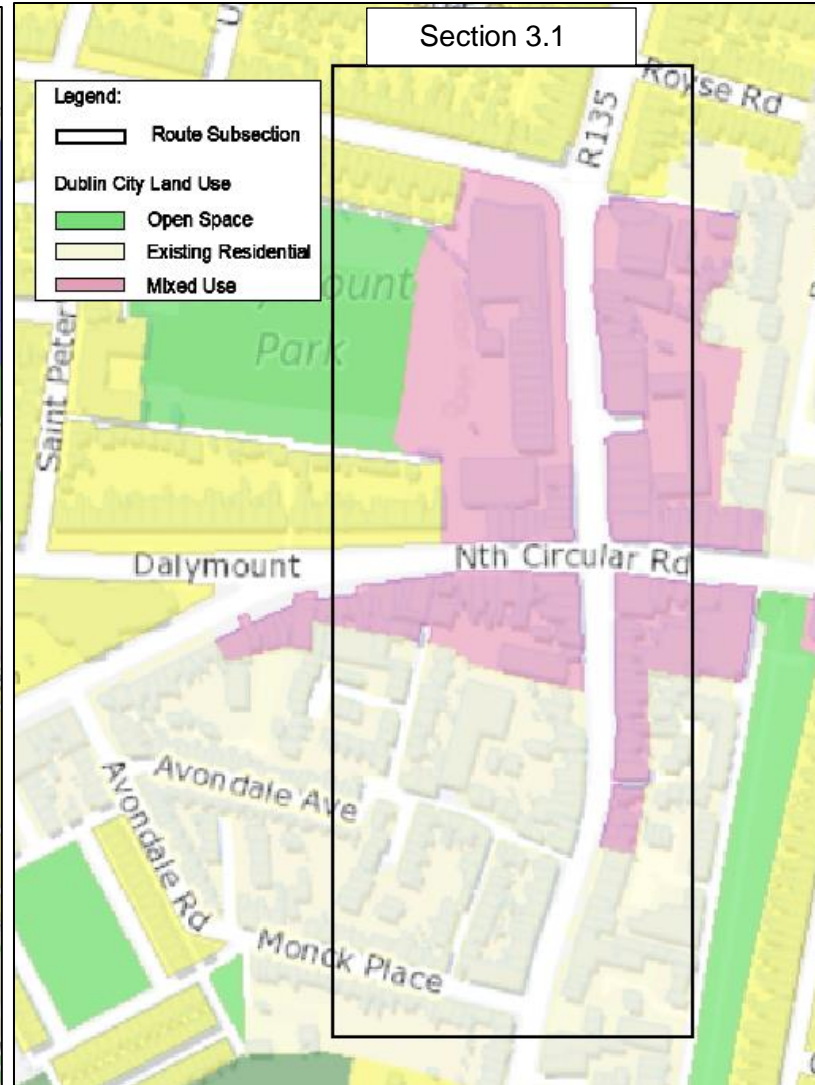 Section 3.1
Royse Rd
R135
Legend:
Route Subsection
Dublin City Land Use
Open Space
Existing Residential
Mixed Use
Park
Saint Peter
Dalymount
Nth Circular Rd
Avondale Ave
Avondale Rd
Monck Place